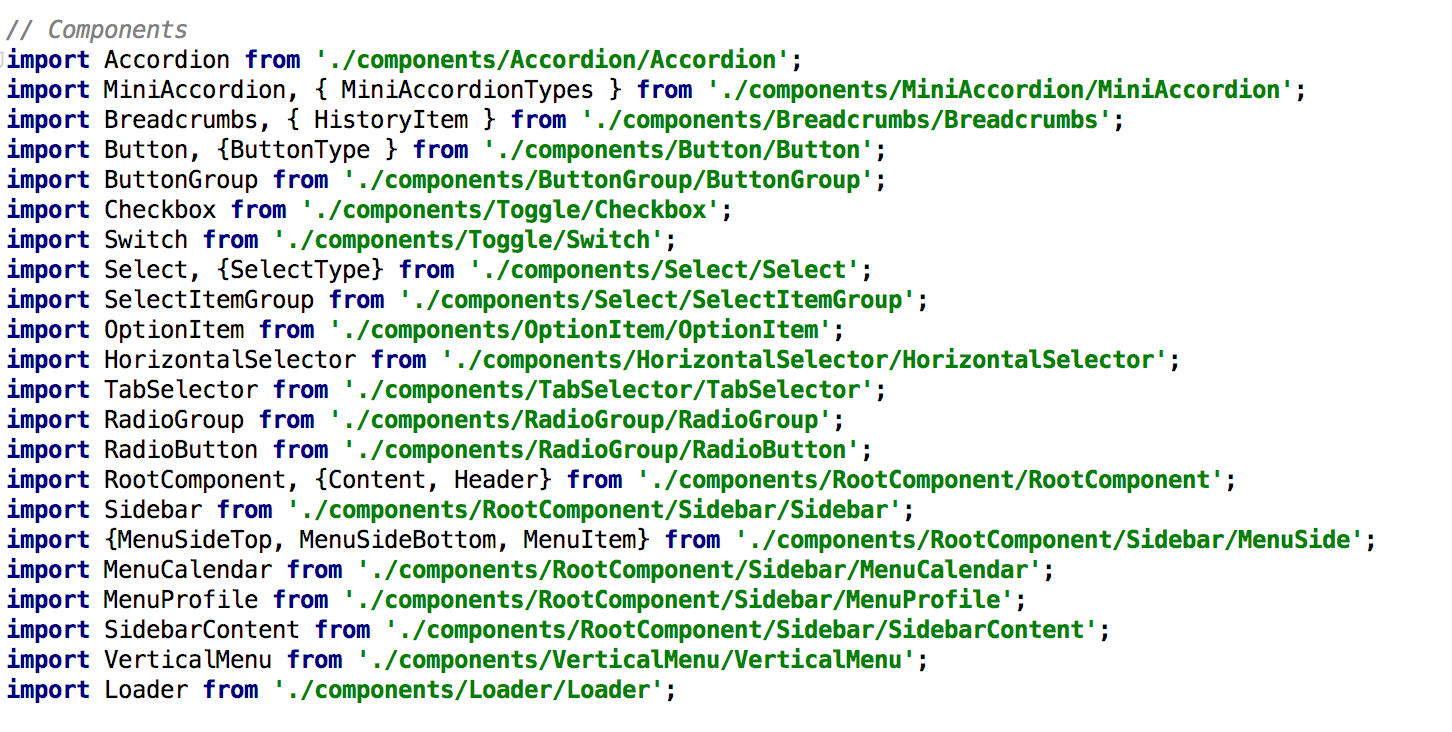 // Components
import Accordion from './components/Accordion/Accordion';
import MiniAccordion, { MiniAccordionTypes } from './components/MiniAccordion/MiniAccordion';
import Breadcrumbs, { HistoryItem } from './components/Breadcrumbs/Breadcrumbs';
import Button, {ButtonType } from './components/Button/Button';
import ButtonGroup from './components/ButtonGroup/ButtonGroup';
import Checkbox from './components/Toggle/Checkbox';
import Switch from './components/Toggle/Switch';
import Select, {SelectType} from './components/Select/Select';
import SelectItemGroup from './components/Select/SelectItemGroup';
import OptionItem from './components/OptionItem/OptionItem';
import HorizontalSelector from './components/HorizontalSelector/HorizontalSelector';
import TabSelector from './components/TabSelector/TabSelector';
import RadioGroup from './components/RadioGroup/RadioGroup';
import RadioButton from './components/RadioGroup/RadioButton';
import RootComponent, {Content, Header} from './components/RootComponent/RootComponent';
import Sidebar from './components/RootComponent/Sidebar/Sidebar';
import {MenuSideTop, MenuSideBottom, MenuItem} from './components/RootComponent/Sidebar/MenuSide';
import MenuCalendar from './components/RootComponent/Sidebar/MenuCalendar';
import MenuProfile from './components/RootComponent/Sidebar/MenuProfile';
import SidebarContent from './components/RootComponent/Sidebar/SidebarContent';
import VerticalMenu from './components/VerticalMenu/VerticalMenu';
import Loader from './components/Loader/Loader';